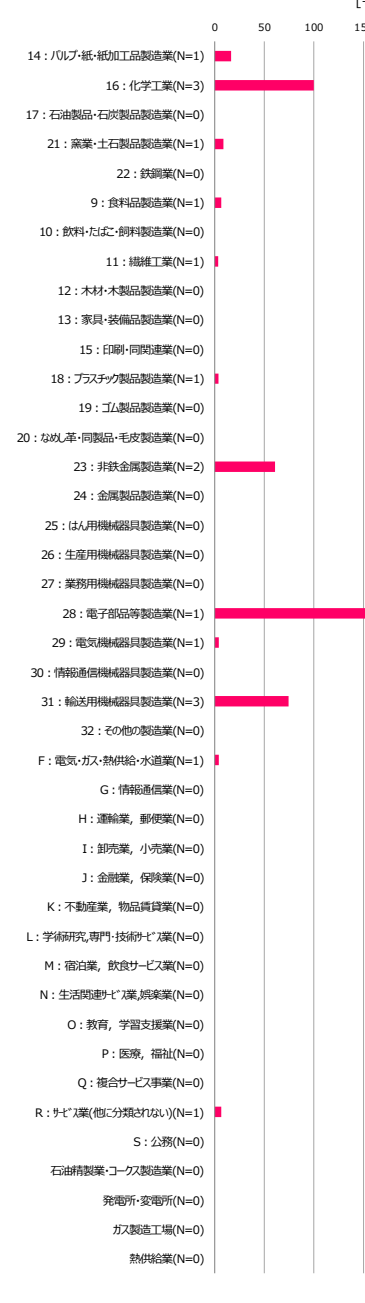 0 50 100
14：パルプ・紙・紙加工品製造業(N=1)
16：化学工業(N=3)
17：石油製品・石炭製品製造業(N=0)
21：窯業・土石製品製造業(N=1)
22：鉄鋼業(N=0)
9：食料品製造業(N=1)
10：飲料・たばこ・飼料製造業(N=0)
11：繊維工業(N=1)
12：木材・木製品製造業(N=0)
13：家具・装備品製造業(N=0)
15：印刷・同関連業(N=0)
18：プラスチック製品製造業(N=1)
19：ゴム製品製造業(N=0)
20：なめし革・同製品・毛皮製造業(N=0)
23：非鉄金属製造業(N=2)
24：金属製品製造業(N=0)
25：はん用機械器具製造業(N=0)
26：生産用機械器具製造業(N=0)
27：業務用機械器具製造業(N=0)
28：電子部品等製造業(N=1)
29：電気機械器具製造業(N=1)
30：情報通信機械器具製造業(N=0)
31：輸送用機械器具製造業(N=3)
32：その他の製造業(N=0)
F：電気・ガス・熱供給・水道業(N=1)
G：情報通信業(N=0)
H：運輸業，郵便業(N=0)
I：卸売業，小売業(N=0)
J：金融業，保険業(N=0)
K：不動産業，物品賃貸業(N=0)
L：学術研究,専門・技術ｻｰﾋﾞｽ業(N=0)
M：宿泊業，飲食サービス業(N=0)
N：生活関連ｻｰﾋﾞｽ業,娯楽業(N=0)
O：教育，学習支援業(N=0)
P：医療，福祉(N=0)
Q：複合サービス事業(N=0)
R：ｻｰﾋﾞｽ業(他に分類されない)(N=1)
S：公務(N=0)
石油精製業・コークス製造業(N=0)
発電所・変電所(N=0)
ガス製造工場(N=0)
熱供給業(N=0)